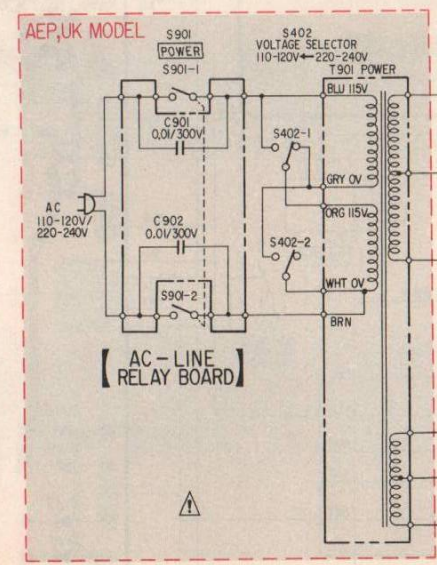 AEP,UK MODEL
S901
POWER
S901-1
S402
VOLTAGE SELECTOR
110-120V←220-240V
T901 POWER
BLU 115V
C901
0.01/300V
S402-1
GRY 0V
ORG 115V
AC
110-120V/
220-240V
C902
0.01/300V
S402-2
S901-2
WHT 0V
BRN
【 AC-LINE
RELAY BOARD 】